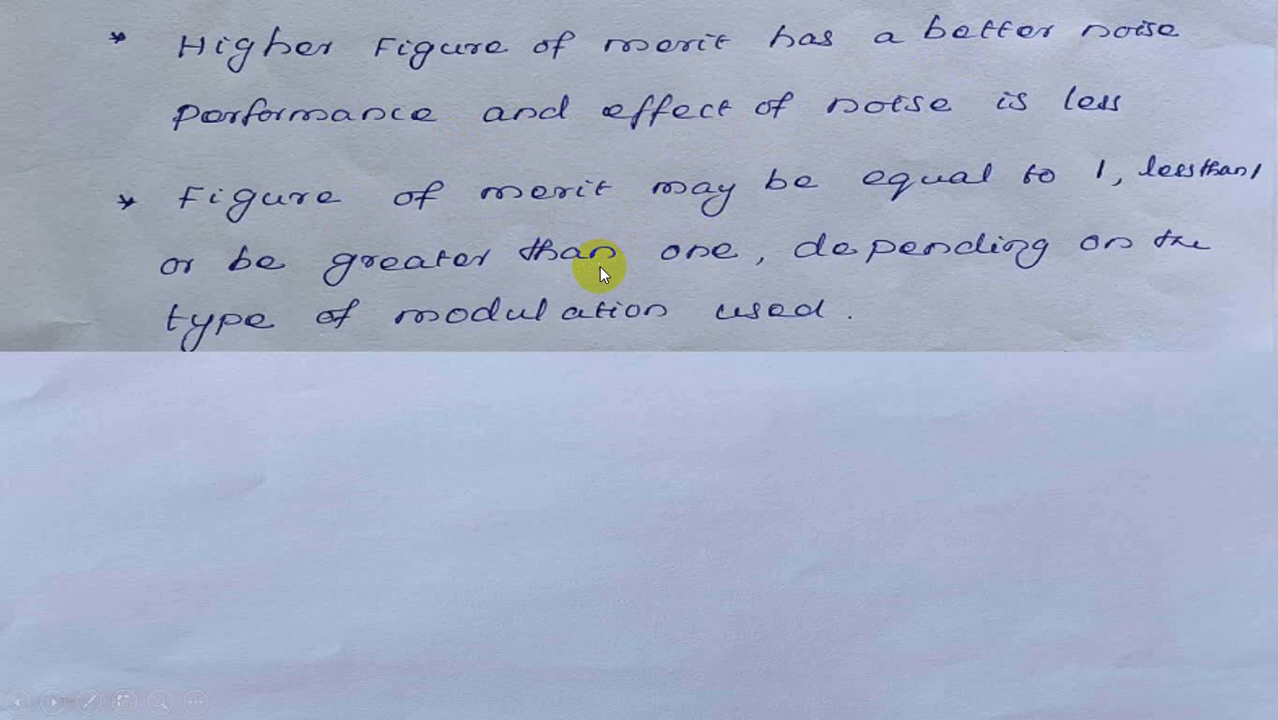 * Higher Figure of merit has a better noise
performance and effect of noise is less
* Figure of merit may be equal to 1, less than 1
or be greater than one, depending on the
type of modulation used.